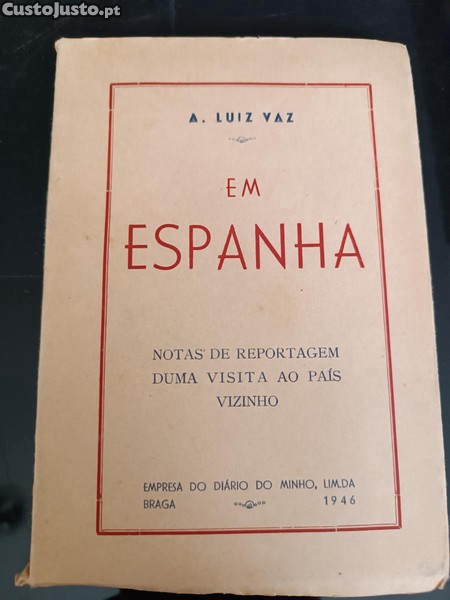 CustoJusto.pt
A. LUIZ VAZ
EM
ESPANHA
NOTAS DE REPORTAGEM
DUMA VISITA AO PAÍS
VIZINHO
EMPRESA DO DIÁRIO DO MINHO, LIM.DA
BRAGA 1946